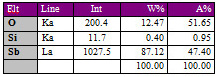 Elt Line Int W% A%
O Ka 200.4 12.47 51.65
Si Ka 11.7 0.40 0.95
Sb La 1027.5 87.12 47.40
100.00 100.00